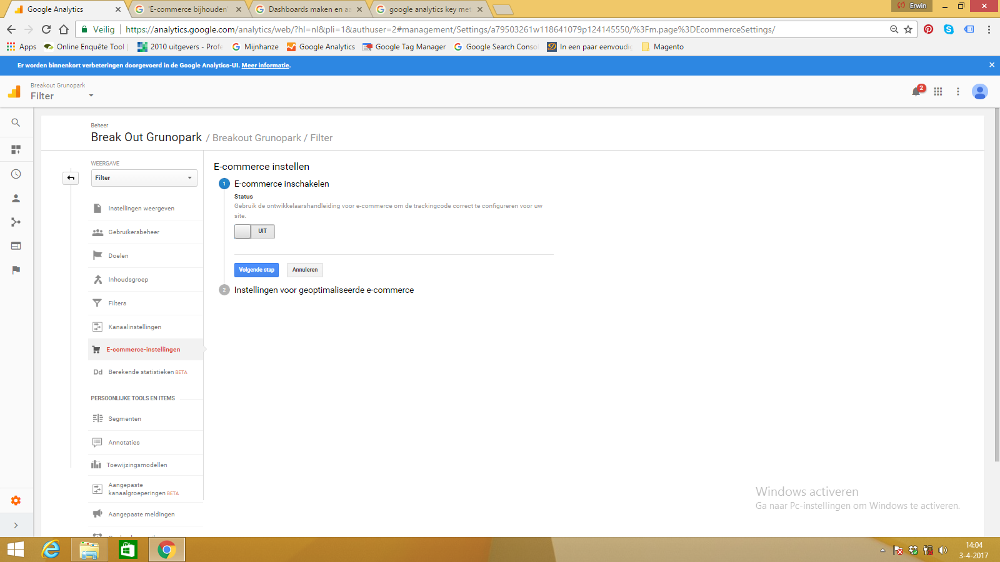 Google Analytics
'E-commerce bijhouden'
Dashboards maken en aa
google analytics key met
Erwin
Veilig
https://analytics.google.com/analytics/web/?hl=nl&pli=1&authuser=2#management/Settings/a79503261w118641079p124145550/%3Fm.page%3DEcommerceSettings/
Apps
Online Enquête Tool
2010 uitgevers - Profe
Mijnhanze
Google Analytics
Google Tag Manager
Google Search Conso
In een paar eenvoudig
Magento
Er worden binnenkort verbeteringen doorgevoerd in de Google Analytics-UI. Meer informatie.
Breakout Grunopark
Filter
2
Beheer
Break Out Grunopark / Breakout Grunopark / Filter
WEERGAVE
Filter
Instellingen weergeven
Gebruikersbeheer
Doelen
Inhoudsgroep
Filters
Kanaalinstellingen
E-commerce-instellingen
Dd Berekende statistieken BETA
PERSOONLIJKE TOOLS EN ITEMS
Segmenten
Annotaties
Toewijzingsmodellen
Aangepaste
kanaalgroeperingen BETA
Aangepaste meldingen
E-commerce instellen
1 E-commerce inschakelen
Status
Gebruik de ontwikkelaarshandleiding voor e-commerce om de trackingcode correct te configureren voor uw
site.
UIT
Volgende stap
Annuleren
2 Instellingen voor geoptimaliseerde e-commerce
Windows activeren
Ga naar Pc-instellingen om Windows te activeren.
14:04
3-4-2017